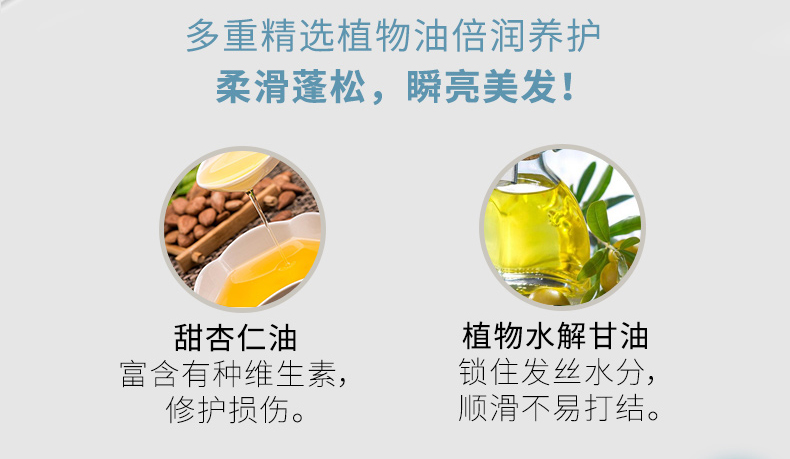 多重精选植物油倍润养护
柔滑蓬松，瞬亮美发！
甜杏仁油
富含有种维生素，
修护损伤。
植物水解甘油
锁住发丝水分，
顺滑不易打结。